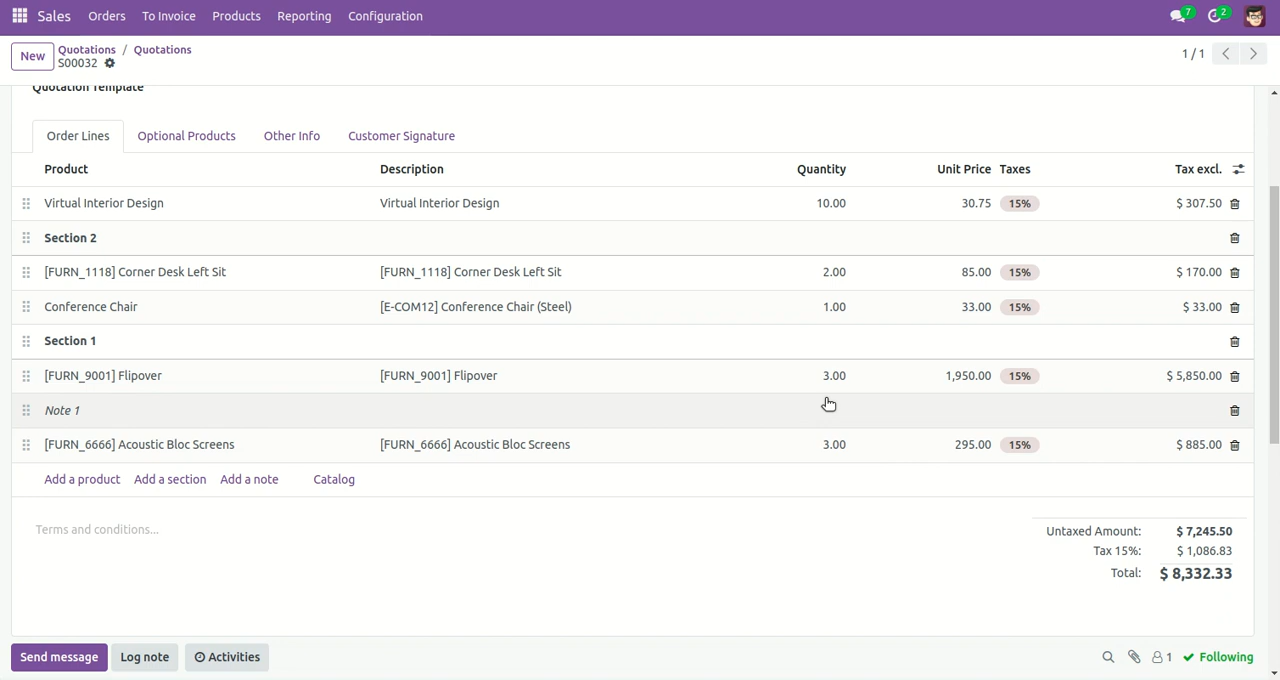 Sales Orders To Invoice Products Reporting Configuration 7 2
New Quotations / Quotations
S00032 1 / 1
Quotation Template
Order Lines Optional Products Other Info Customer Signature
Product Description Quantity Unit Price Taxes Tax excl.
Virtual Interior Design Virtual Interior Design 10.00 30.75 15% $ 307.50
Section 2
[FURN_1118] Corner Desk Left Sit [FURN_1118] Corner Desk Left Sit 2.00 85.00 15% $ 170.00
Conference Chair [E-COM12] Conference Chair (Steel) 1.00 33.00 15% $ 33.00
Section 1
[FURN_9001] Flipover [FURN_9001] Flipover 3.00 1,950.00 15% $ 5,850.00
Note 1
[FURN_6666] Acoustic Bloc Screens [FURN_6666] Acoustic Bloc Screens 3.00 295.00 15% $ 885.00
Add a product Add a section Add a note Catalog
Terms and conditions...
Untaxed Amount: $ 7,245.50
Tax 15%: $ 1,086.83
Total: $ 8,332.33
Send message Log note Activities 1 Following